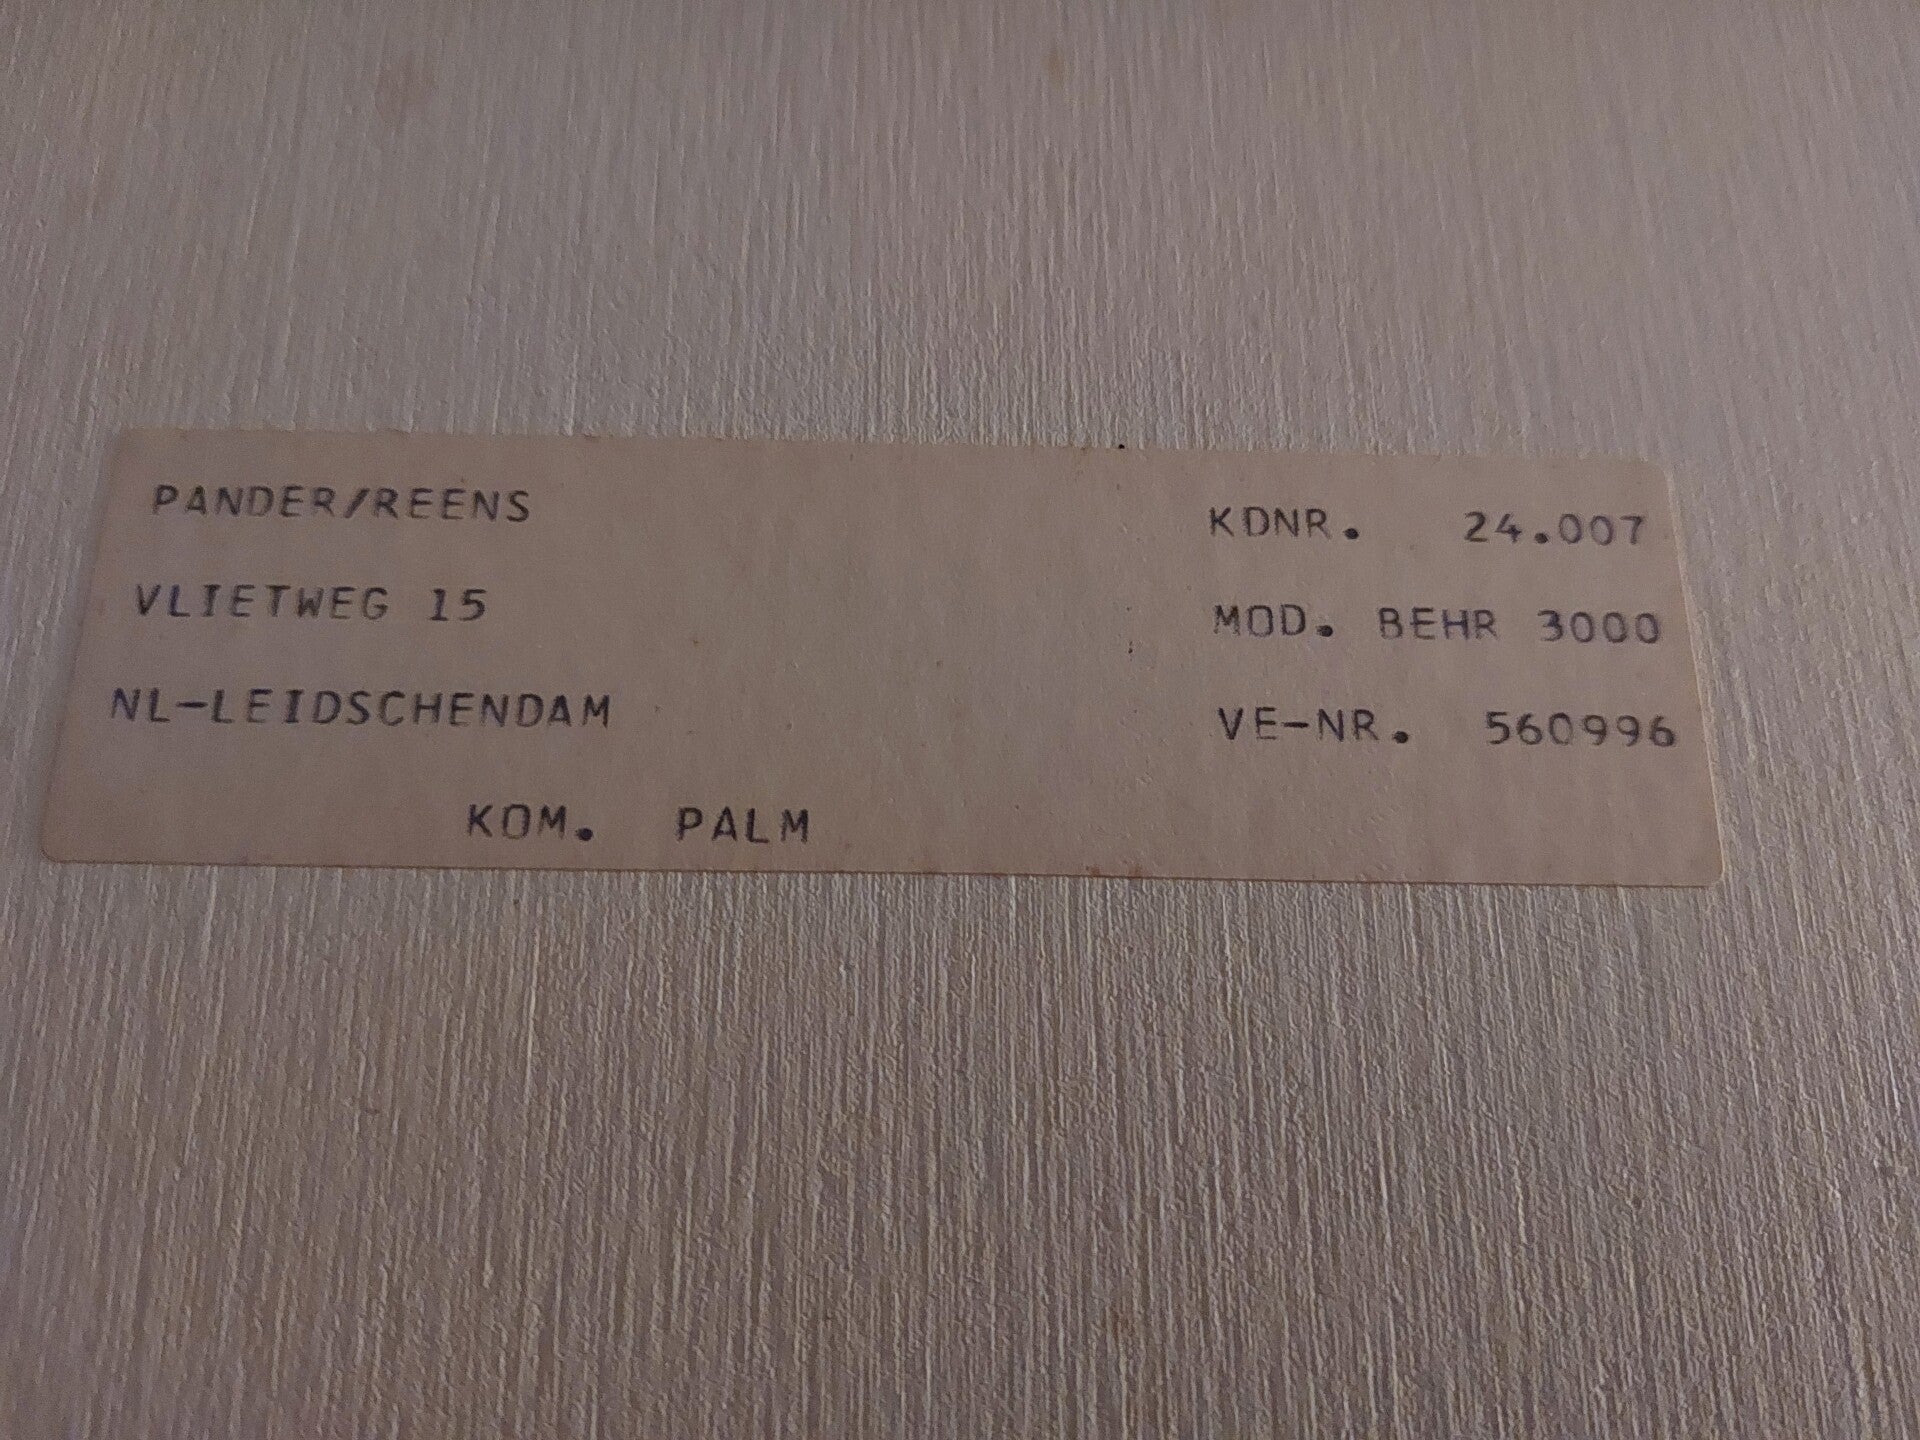 PANDER/REENS
VLIETWEG 15
NL-LEIDSCHENDAM
KOM. PALM
KDNR. 24.007
MOD. BEHR 3000
VE-NR. 560996